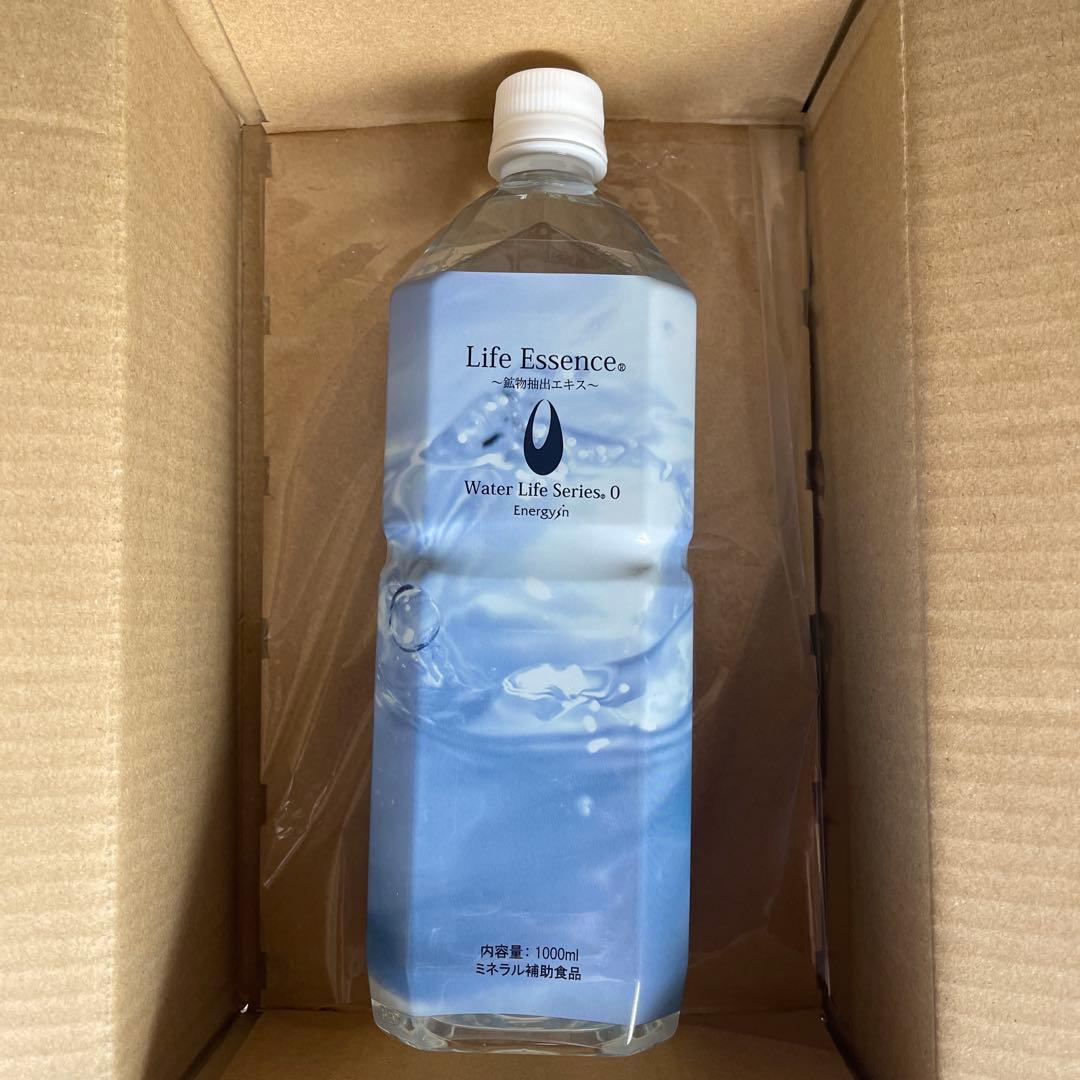 Life Essence®
～鉱物抽出エキス～
Water Life Series® 0
Energysin
内容量：1000ml
ミネラル補助食品